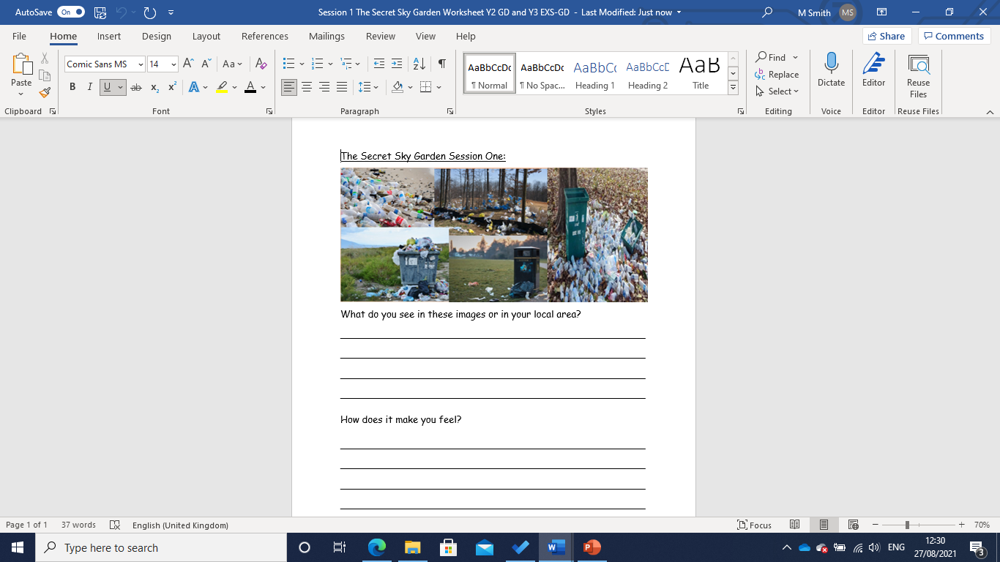 AutoSave On Session 1 The Secret Sky Garden Worksheet Y2 GD and Y3 EXS-GD - Last Modified: Just now M Smith MS
File Home Insert Design Layout References Mailings Review View Help Share Comments
Paste
Clipboard
Comic Sans MS 14
Font
Paragraph
AaBbCcDc AaBbCcDc AaBbCc AaBbCcD AaB
¶ Normal ¶ No Spac... Heading 1 Heading 2 Title
Styles
Find
Replace
Select
Editing
Dictate
Voice
Editor
Editor
Reuse
Files
Reuse Files
The Secret Sky Garden Session One:
What do you see in these images or in your local area?
How does it make you feel?
Page 1 of 1 37 words English (United Kingdom) Focus 70%
Type here to search
ENG
12:30
27/08/2021
3